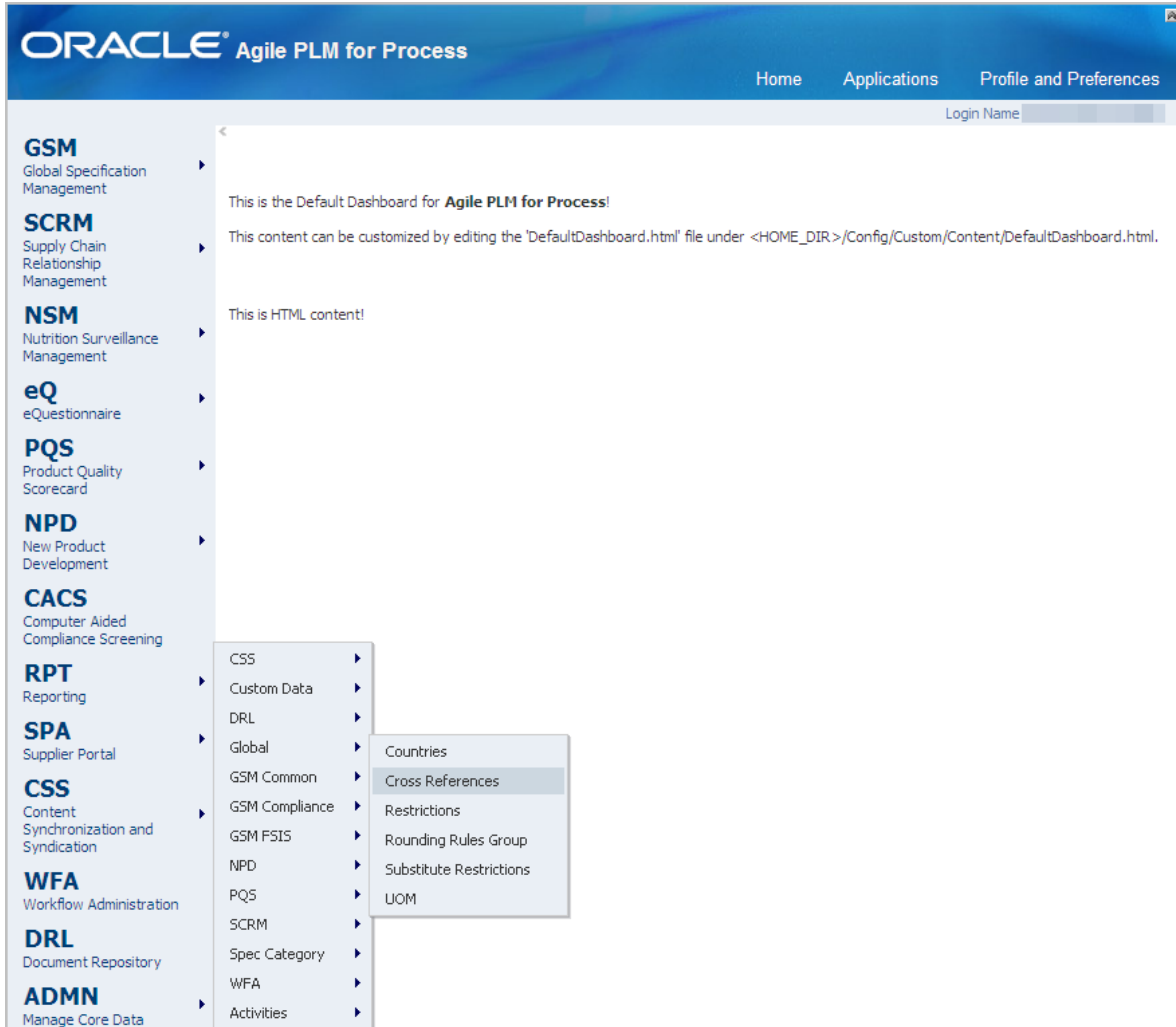 ORACLE® Agile PLM for Process
Home Applications Profile and Preferences
Login Name
GSM
Global Specification
Management
SCRM
Supply Chain
Relationship
Management
NSM
Nutrition Surveillance
Management
eQ
eQuestionnaire
PQS
Product Quality
Scorecard
NPD
New Product
Development
CACS
Computer Aided
Compliance Screening
RPT
Reporting
SPA
Supplier Portal
CSS
Content
Synchronization and
Syndication
WFA
Workflow Administration
DRL
Document Repository
ADMN
Manage Core Data
This is the Default Dashboard for Agile PLM for Process!
This content can be customized by editing the 'DefaultDashboard.html' file under <HOME_DIR>/Config/Custom/Content/DefaultDashboard.html.
This is HTML content!
CSS
Custom Data
DRL
Global
GSM Common
GSM Compliance
GSM FSIS
NPD
PQS
SCRM
Spec Category
WFA
Activities
Countries
Cross References
Restrictions
Rounding Rules Group
Substitute Restrictions
UOM